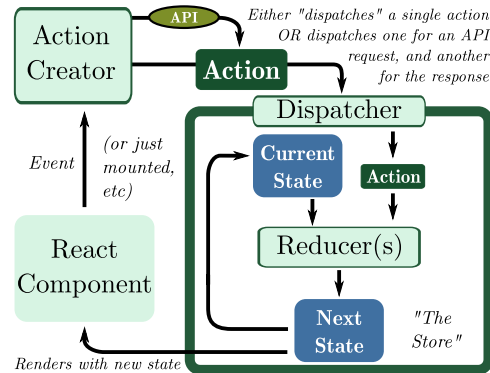 Action
Creator
API
Action
Either "dispatches" a single action
OR dispatches one for an API
request, and another
for the response
Dispatcher
Event
(or just
mounted,
etc)
Current
State
Action
React
Component
Reducer(s)
Next
State
"The
Store"
Renders with new state